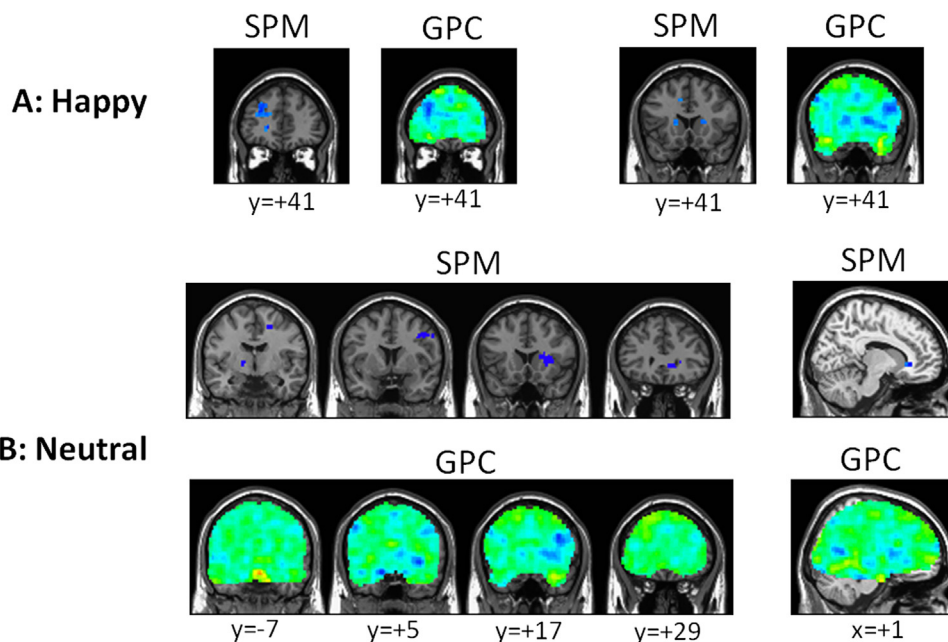 SPM GPC SPM GPC
A: Happy
y=+41 y=+41 y=+41 y=+41
SPM SPM
B: Neutral
GPC GPC
y=-7 y=+5 y=+17 y=+29 x=+1